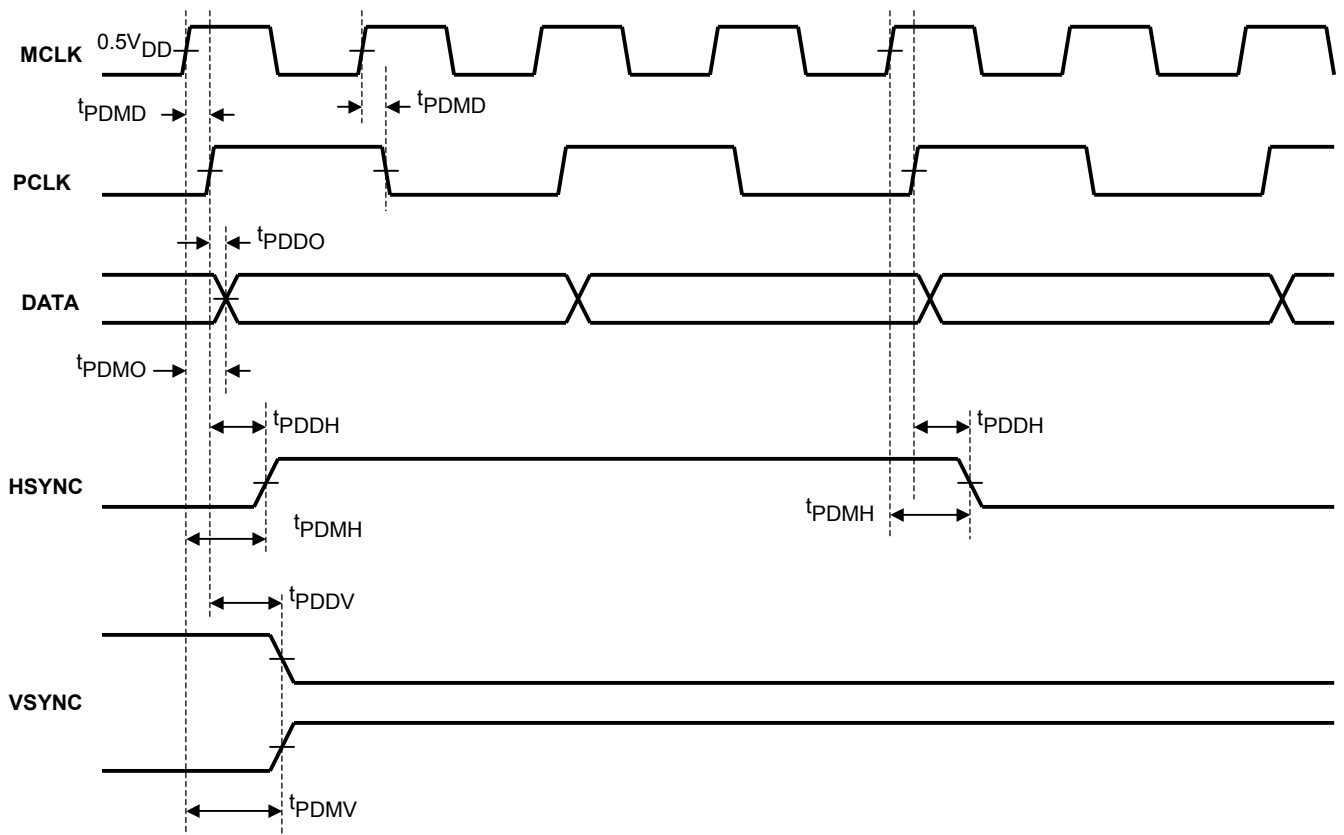 MCLK
0.5VDD
tPDMD
tPDMD
PCLK
tPDDO
DATA
tPDMO
tPDDH
tPDDH
HSYNC
tPDMH
tPDMH
tPDDV
VSYNC
tPDMV